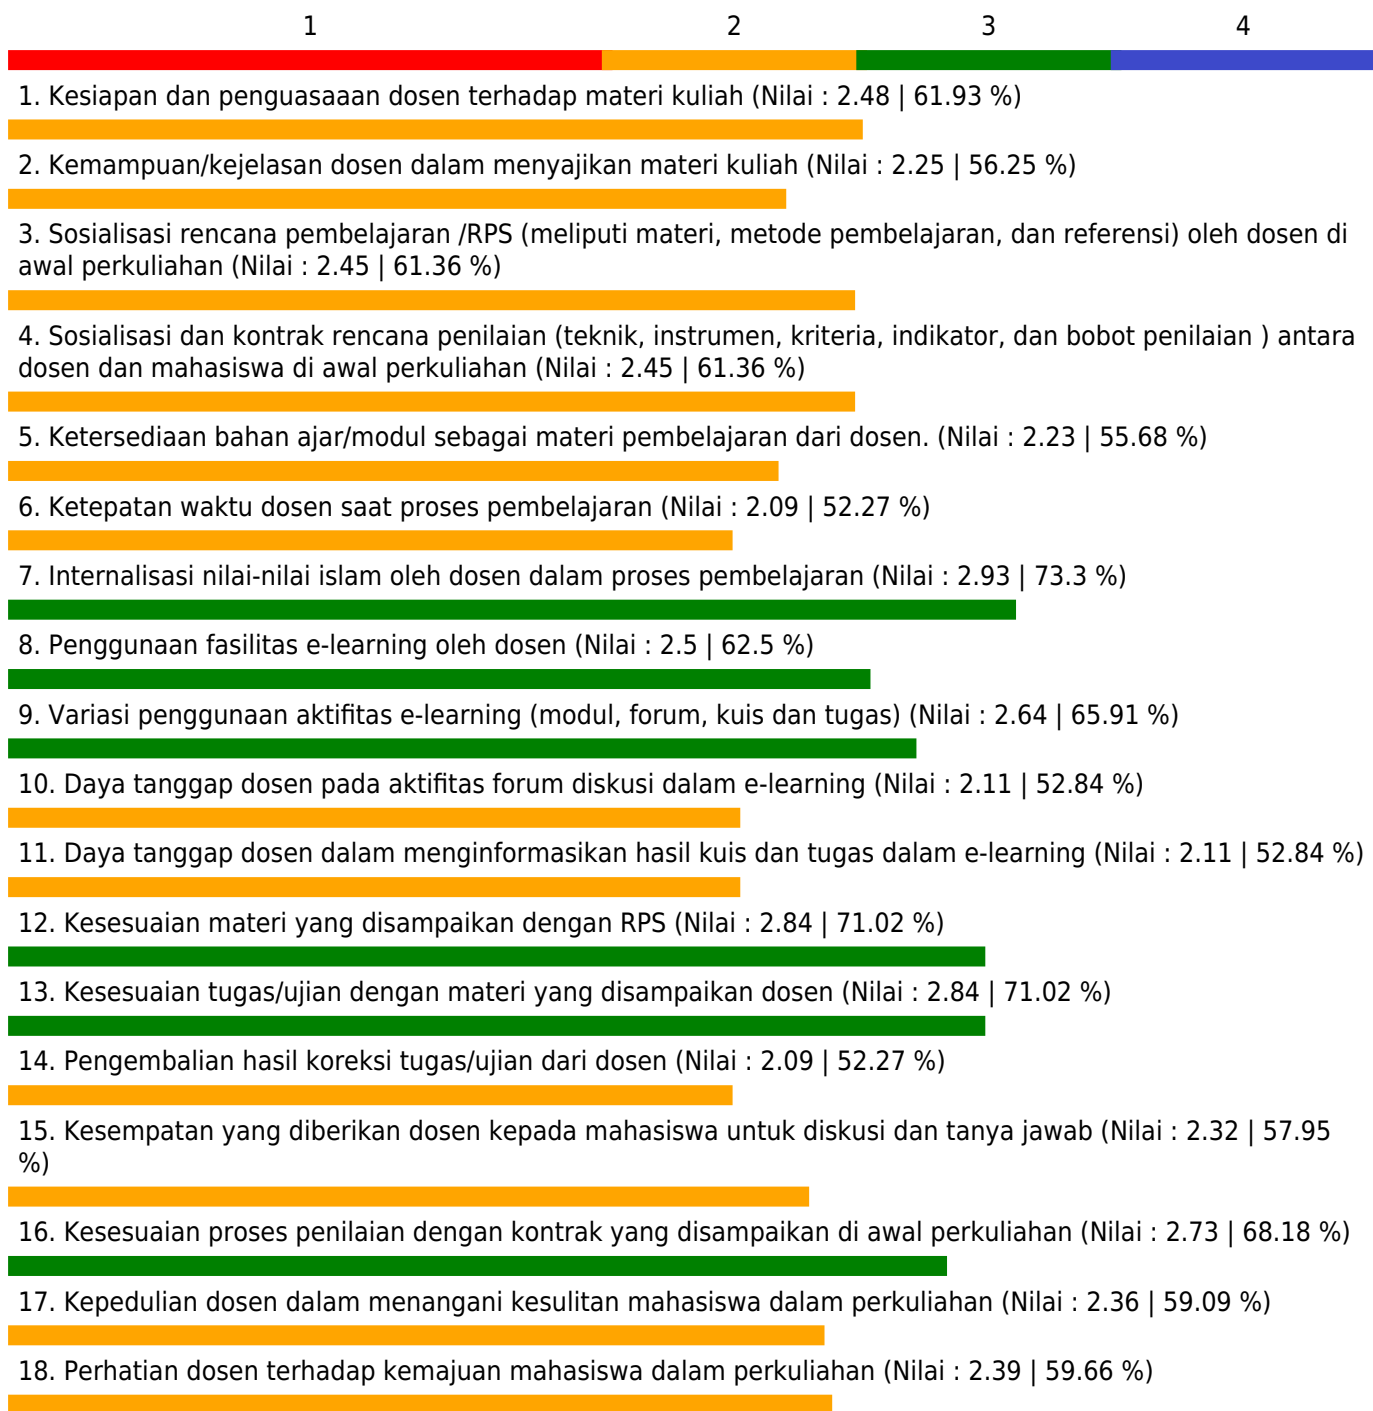 1 2 3 4
1. Kesiapan dan penguasaaan dosen terhadap materi kuliah (Nilai : 2.48 | 61.93 %)
2. Kemampuan/kejelasan dosen dalam menyajikan materi kuliah (Nilai : 2.25 | 56.25 %)
3. Sosialisasi rencana pembelajaran /RPS (meliputi materi, metode pembelajaran, dan referensi) oleh dosen di
awal perkuliahan (Nilai : 2.45 | 61.36 %)
4. Sosialisasi dan kontrak rencana penilaian (teknik, instrumen, kriteria, indikator, dan bobot penilaian ) antara
dosen dan mahasiswa di awal perkuliahan (Nilai : 2.45 | 61.36 %)
5. Ketersediaan bahan ajar/modul sebagai materi pembelajaran dari dosen. (Nilai : 2.23 | 55.68 %)
6. Ketepatan waktu dosen saat proses pembelajaran (Nilai : 2.09 | 52.27 %)
7. Internalisasi nilai-nilai islam oleh dosen dalam proses pembelajaran (Nilai : 2.93 | 73.3 %)
8. Penggunaan fasilitas e-learning oleh dosen (Nilai : 2.5 | 62.5 %)
9. Variasi penggunaan aktifitas e-learning (modul, forum, kuis dan tugas) (Nilai : 2.64 | 65.91 %)
10. Daya tanggap dosen pada aktifitas forum diskusi dalam e-learning (Nilai : 2.11 | 52.84 %)
11. Daya tanggap dosen dalam menginformasikan hasil kuis dan tugas dalam e-learning (Nilai : 2.11 | 52.84 %)
12. Kesesuaian materi yang disampaikan dengan RPS (Nilai : 2.84 | 71.02 %)
13. Kesesuaian tugas/ujian dengan materi yang disampaikan dosen (Nilai : 2.84 | 71.02 %)
14. Pengembalian hasil koreksi tugas/ujian dari dosen (Nilai : 2.09 | 52.27 %)
15. Kesempatan yang diberikan dosen kepada mahasiswa untuk diskusi dan tanya jawab (Nilai : 2.32 | 57.95
%)
16. Kesesuaian proses penilaian dengan kontrak yang disampaikan di awal perkuliahan (Nilai : 2.73 | 68.18 %)
17. Kepedulian dosen dalam menangani kesulitan mahasiswa dalam perkuliahan (Nilai : 2.36 | 59.09 %)
18. Perhatian dosen terhadap kemajuan mahasiswa dalam perkuliahan (Nilai : 2.39 | 59.66 %)